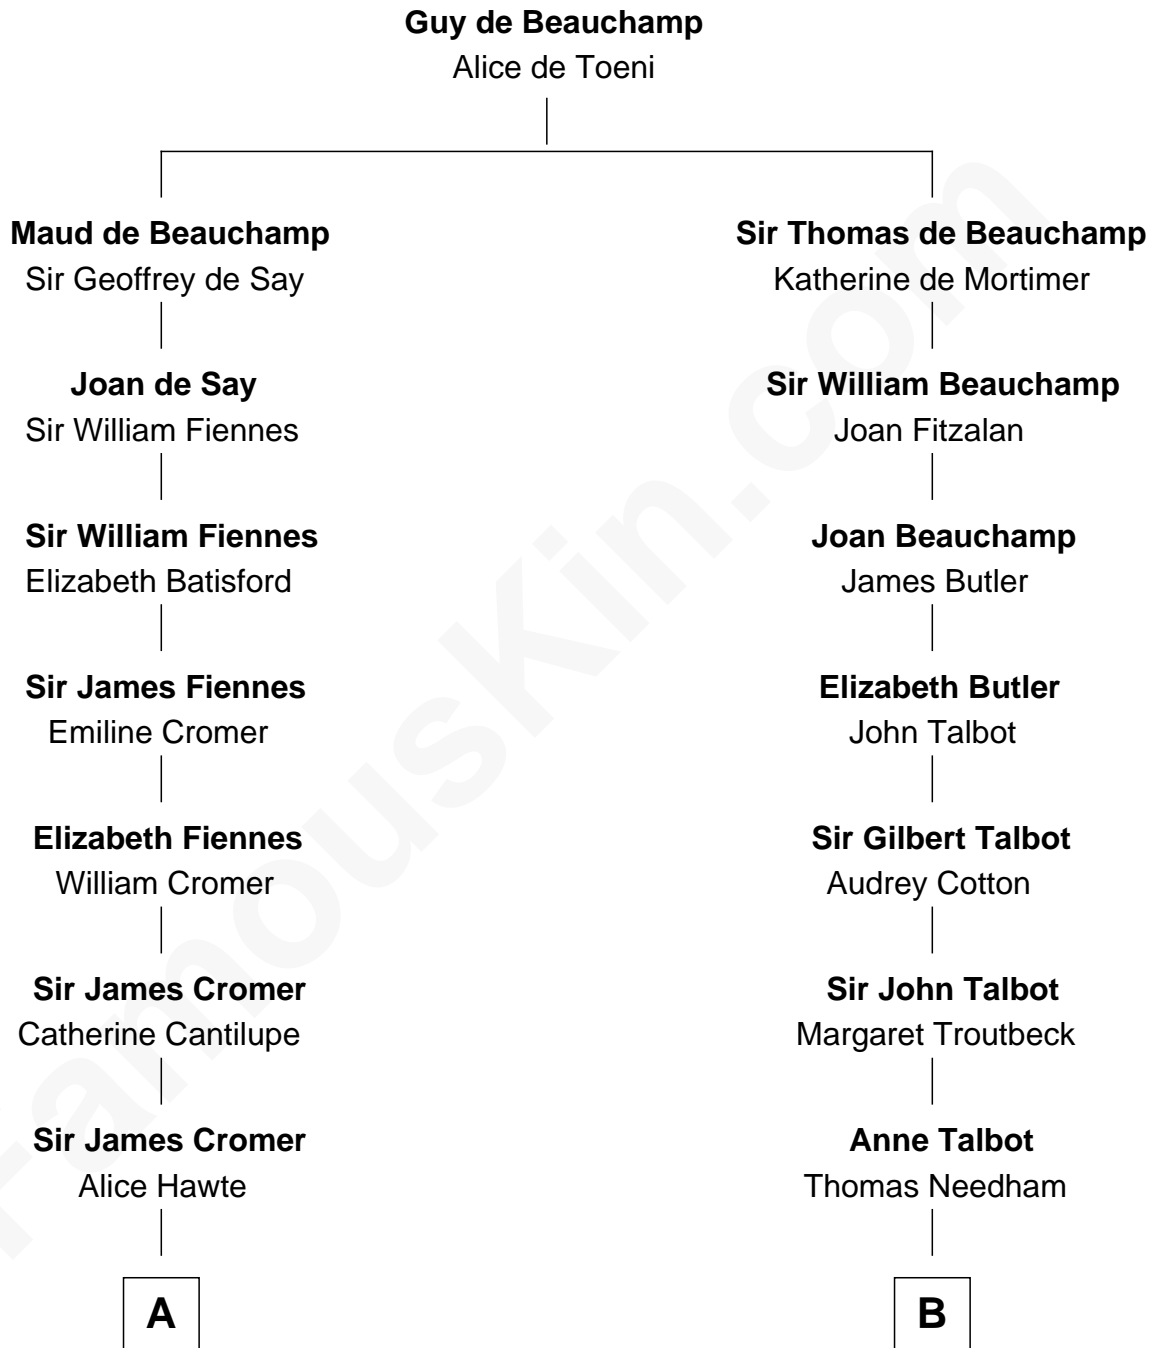 Guy de Beauchamp
Alice de Toeni
Maud de Beauchamp
Sir Geoffrey de Say
Joan de Say
Sir William Fiennes
Sir William Fiennes
Elizabeth Batisford
Sir James Fiennes
Emiline Cromer
Elizabeth Fiennes
William Cromer
Sir James Cromer
Catherine Cantilupe
Sir James Cromer
Alice Hawte
A
Sir Thomas de Beauchamp
Katherine de Mortimer
Sir William Beauchamp
Joan Fitzalan
Joan Beauchamp
James Butler
Elizabeth Butler
John Talbot
Sir Gilbert Talbot
Audrey Cotton
Sir John Talbot
Margaret Troutbeck
Anne Talbot
Thomas Needham
B
FamousKin.com